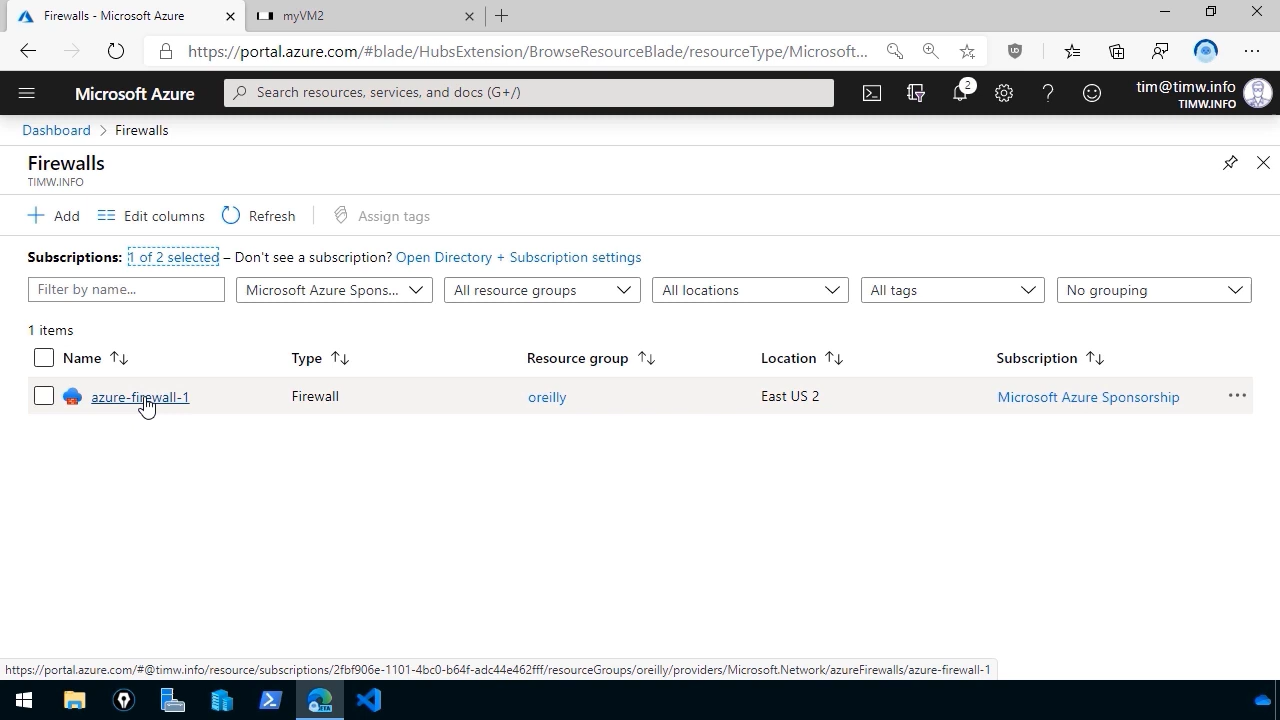 Firewalls - Microsoft Azure
myVM2
https://portal.azure.com/#blade/HubsExtension/BrowseResourceBlade/resourceType/Microsoft...
Microsoft Azure
Search resources, services, and docs (G+/)
2
tim@timw.info
TIMW.INFO
Dashboard > Firewalls
Firewalls
TIMW.INFO
Add
Edit columns
Refresh
Assign tags
Subscriptions: 1 of 2 selected – Don't see a subscription? Open Directory + Subscription settings
Filter by name...
Microsoft Azure Spons...
All resource groups
All locations
All tags
No grouping
1 items
Name Type Resource group Location Subscription
azure-firewall-1 Firewall oreilly East US 2 Microsoft Azure Sponsorship
https://portal.azure.com/#@timw.info/resource/subscriptions/2fbf906e-1101-4bc0-b64f-adc44e462fff/resourceGroups/oreilly/providers/Microsoft.Network/azureFirewalls/azure-firewall-1